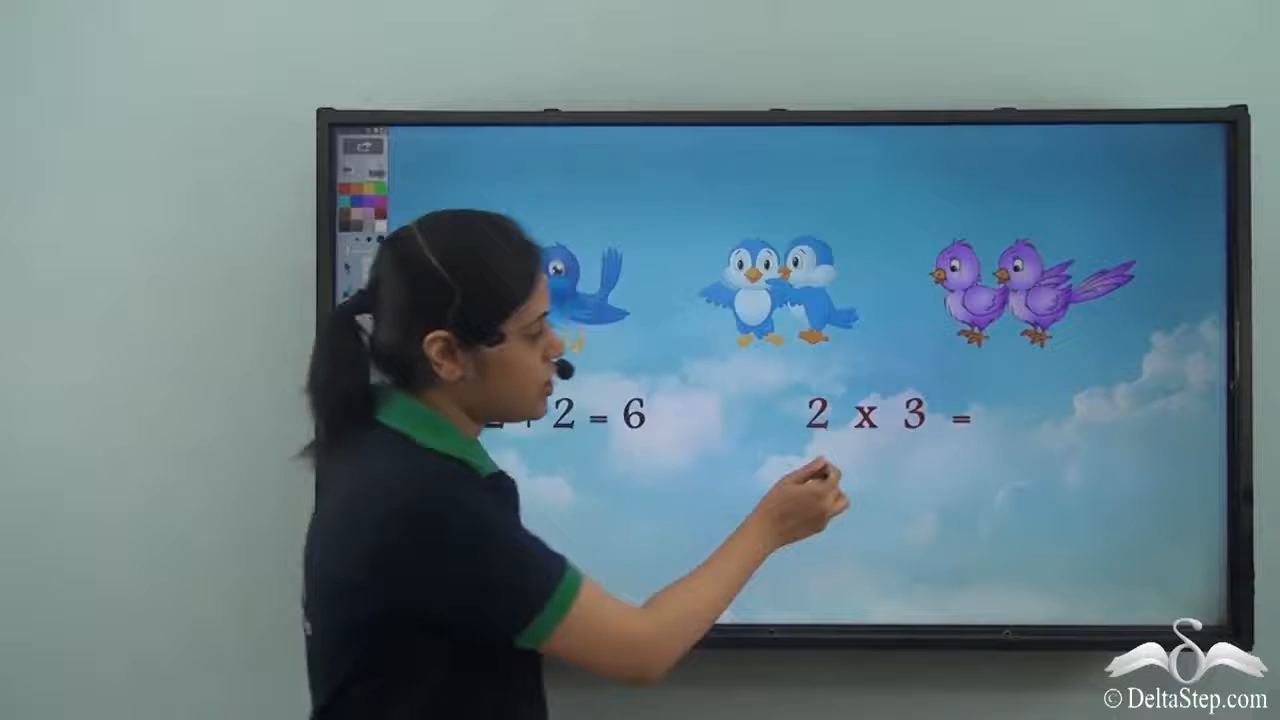 + 2 = 6
2 x 3 =
© DeltaStep.com